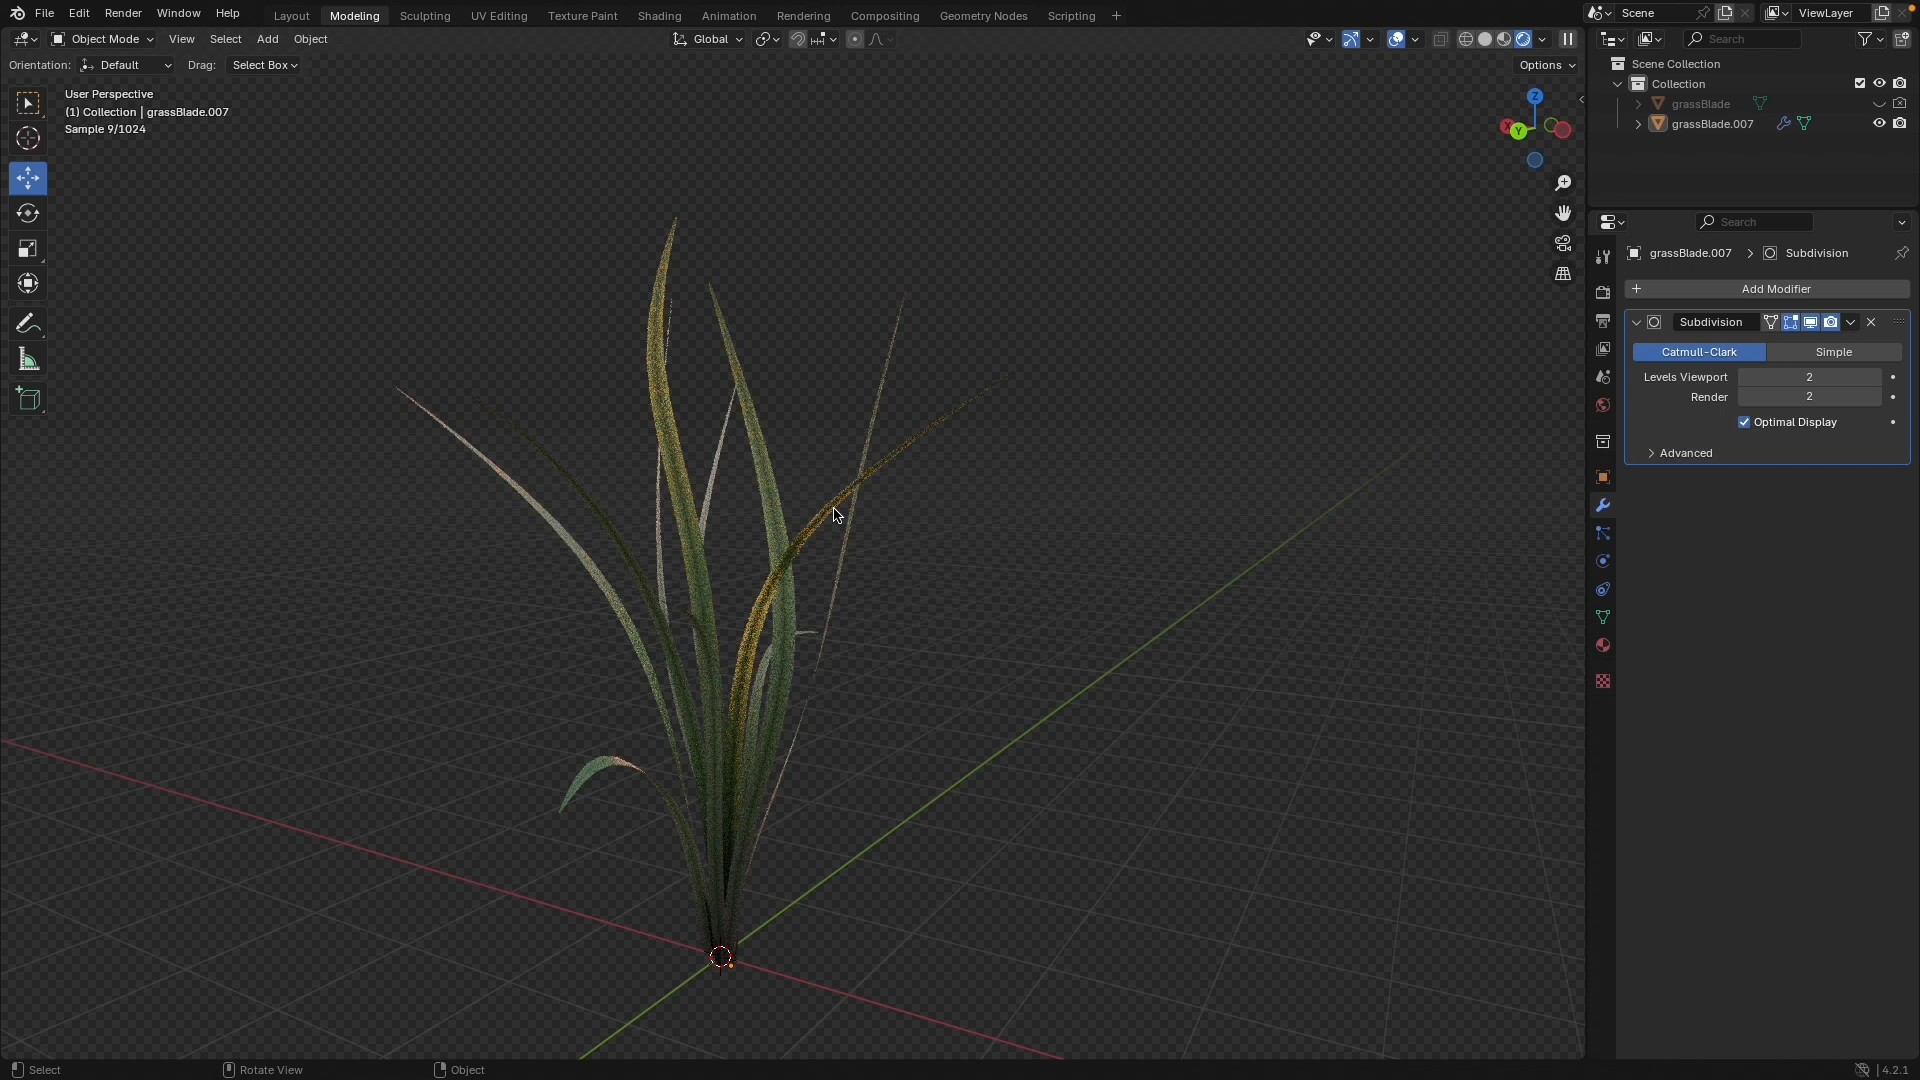 File Edit Render Window Help
Layout Modeling Sculpting UV Editing Texture Paint Shading Animation Rendering Compositing Geometry Nodes Scripting +
Scene
ViewLayer
Object Mode View Select Add Object
Global
Search
Orientation: Default Drag: Select Box
Options
User Perspective
(1) Collection | grassBlade.007
Sample 9/1024
Z
X
Y
Scene Collection
Collection
grassBlade
grassBlade.007
Search
grassBlade.007 > Subdivision
+ Add Modifier
Subdivision
Catmull-Clark Simple
Levels Viewport 2
Render 2
Optimal Display
Advanced
Select Rotate View Object
4.2.1